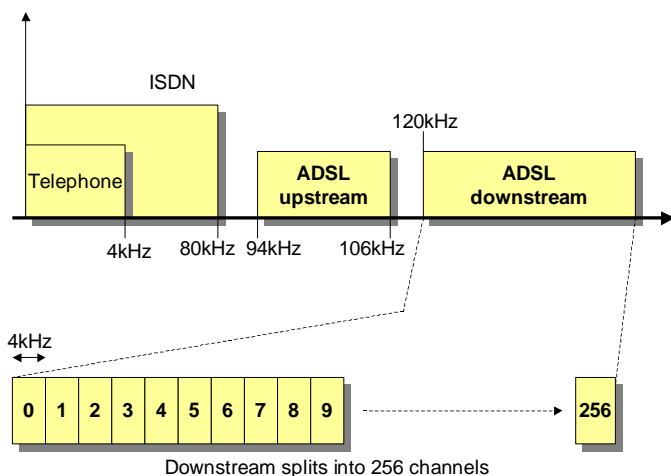 ISDN
120kHz
Telephone
ADSL
upstream
ADSL
downstream
4kHz
80kHz
94kHz
106kHz
4kHz
0 1 2 3 4 5 6 7 8 9 256
Downstream splits into 256 channels